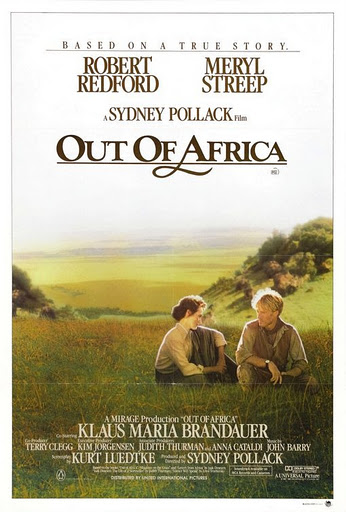 BASED ON A TRUE STORY.
ROBERT REDFORD
MERYL STREEP
A SYDNEY POLLACK Film
OUT OF AFRICA
A MIRAGE Production "OUT OF AFRICA"
Co-Starring KLAUS MARIA BRANDAUER
Co-Producer TERRY CLEGG Executive Producer KIM JORGENSEN Associate Producers JUDITH THURMAN and ANNA CATALDI Music by JOHN BARRY
Screenplay by KURT LUEDTKE Produced and Directed by SYDNEY POLLACK
DISTRIBUTED BY UNITED INTERNATIONAL PICTURES
A UNIVERSAL Picture